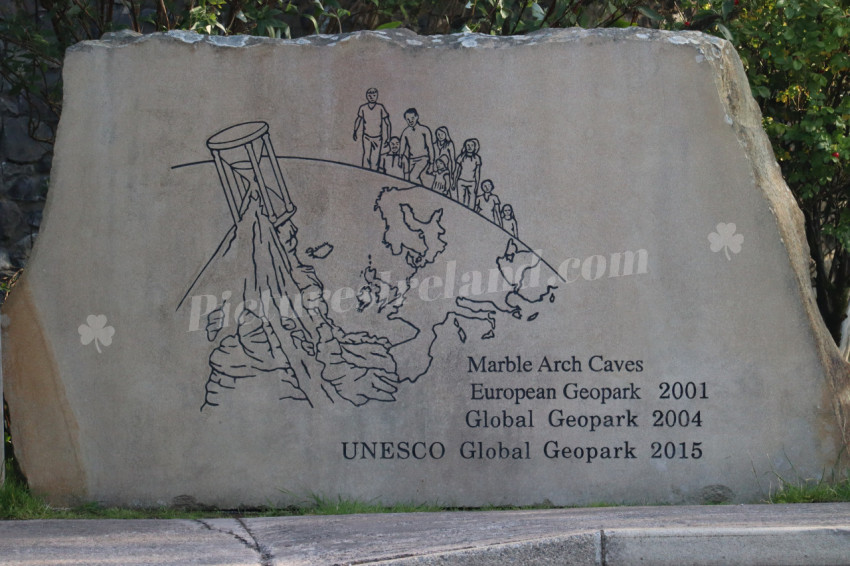 PicturesIreland.com
Marble Arch Caves
European Geopark 2001
Global Geopark 2004
UNESCO Global Geopark 2015